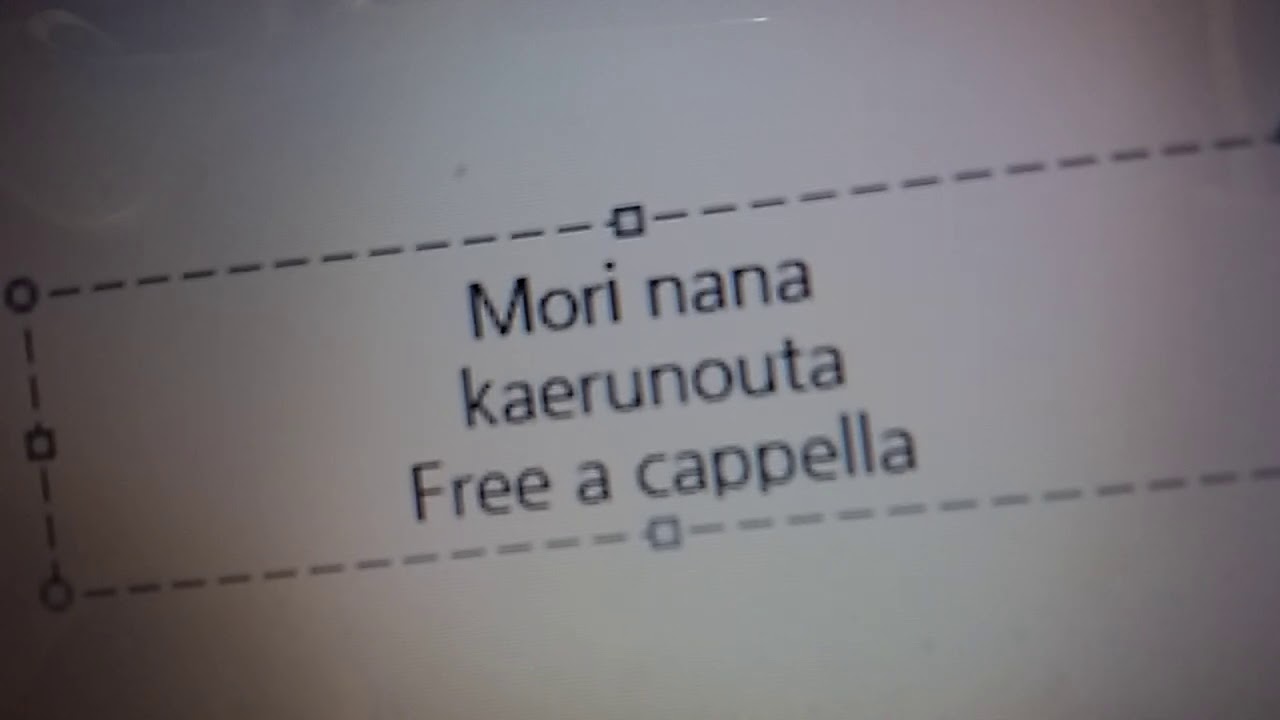 Mori nana
kaerunouta
Free a cappella